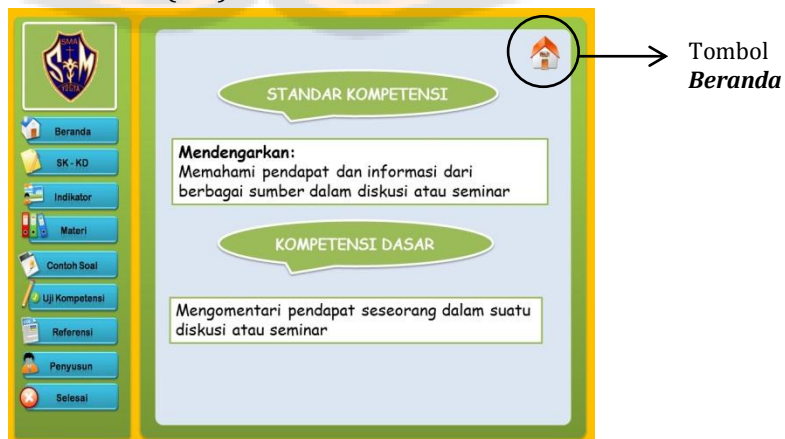 SMA
YOGYA
Beranda
SK - KD
Indikator
Materi
Contoh Soal
Uji Kompetensi
Referensi
Penyusun
Selesai
STANDAR KOMPETENSI
Mendengarkan:
Memahami pendapat dan informasi dari
berbagai sumber dalam diskusi atau seminar
KOMPETENSI DASAR
Mengomentari pendapat seseorang dalam suatu
diskusi atau seminar
Tombol
Beranda